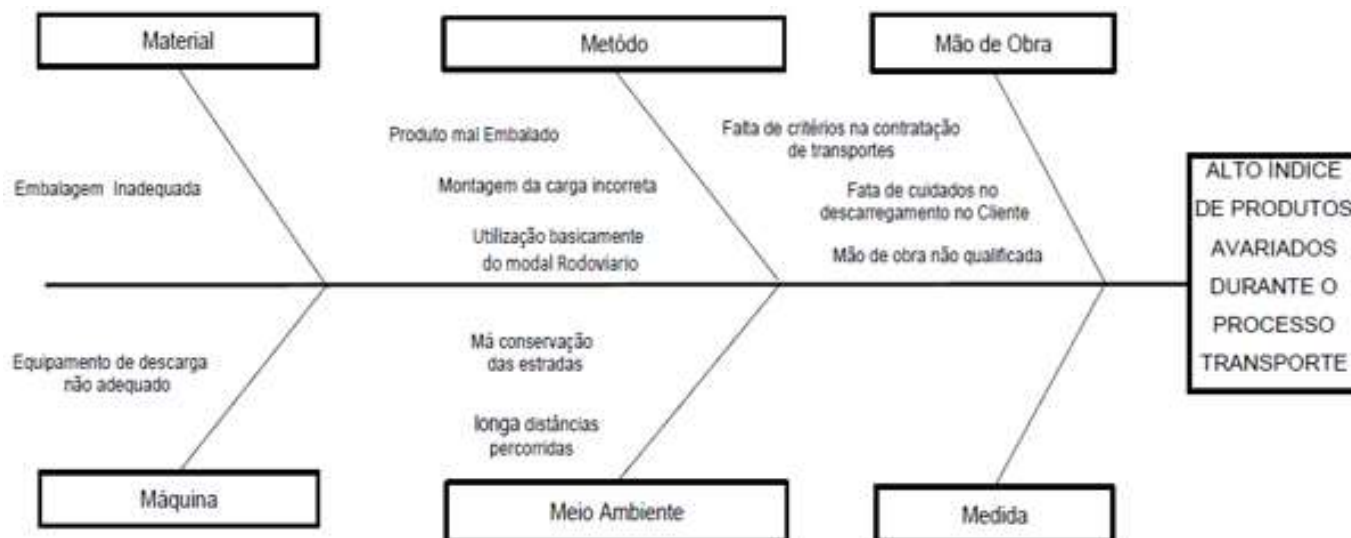 Material
Metódo
Mão de Obra
Produto mal Embalado
Falta de critérios na contratação
de transportes
Embalagem Inadequada
Montagem da carga incorreta
Fata de cuidados no
descarregamento no Cliente
Utilização basicamente
do modal Rodoviario
Mão de obra não qualificada
ALTO ÍNDICE
DE PRODUTOS
AVARIADOS
DURANTE O
PROCESSO
TRANSPORTE
Equipamento de descarga
não adequado
Má conservação
das estradas
longa distâncias
percorridas
Máquina
Meio Ambiente
Medida